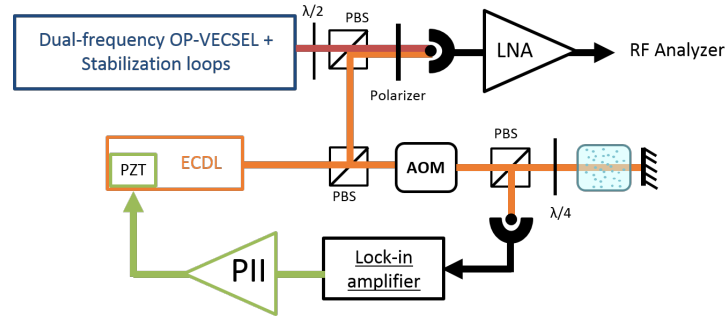 λ/2
PBS
Dual-frequency OP-VECSEL +
Stabilization loops
LNA
RF Analyzer
Polarizer
PBS
ECDL
PZT
AOM
PBS
λ/4
PII
Lock-in
amplifier